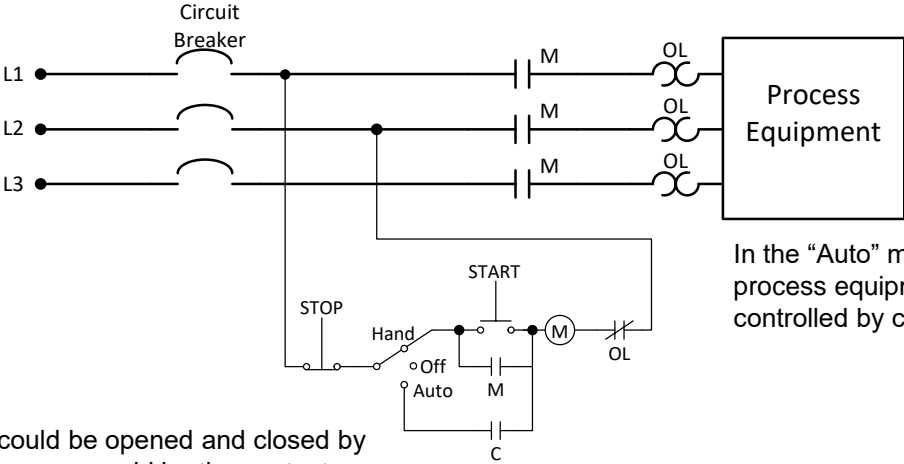 Circuit
Breaker
L1
M
OL
L2
M
OL
L3
M
OL
Process
Equipment
In the “Auto”
process
controlled by
START
STOP
Hand
M
OL
Off
Auto
M
C
could be opened and closed by